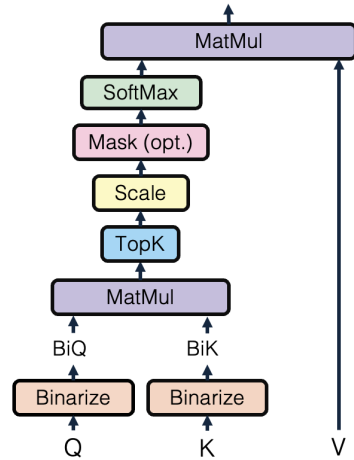 MatMul
SoftMax
Mask (opt.)
Scale
TopK
MatMul
BiQ BiK
Binarize Binarize
Q K V